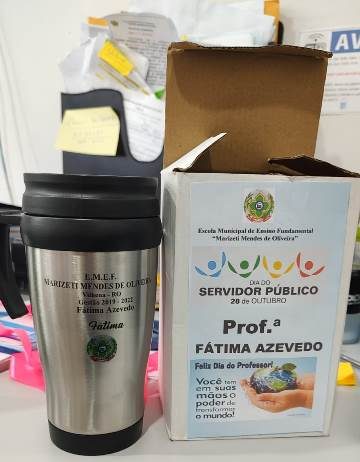 E.M.E.F.
MARIZETI MENDES DE OLIVEIRA
Vilhena - RO
Gestão 2019 - 2022
Fátima Azevedo
Fátima
Escola Municipal de Ensino Fundamental
"Marizeti Mendes de Oliveira"
DIA DO
SERVIDOR PÚBLICO
28 DE OUTUBRO
Prof.ª
FÁTIMA AZEVEDO
Feliz Dia do Professor!
Você tem
em suas
mãos o
poder de
transformar
o mundo!
AV